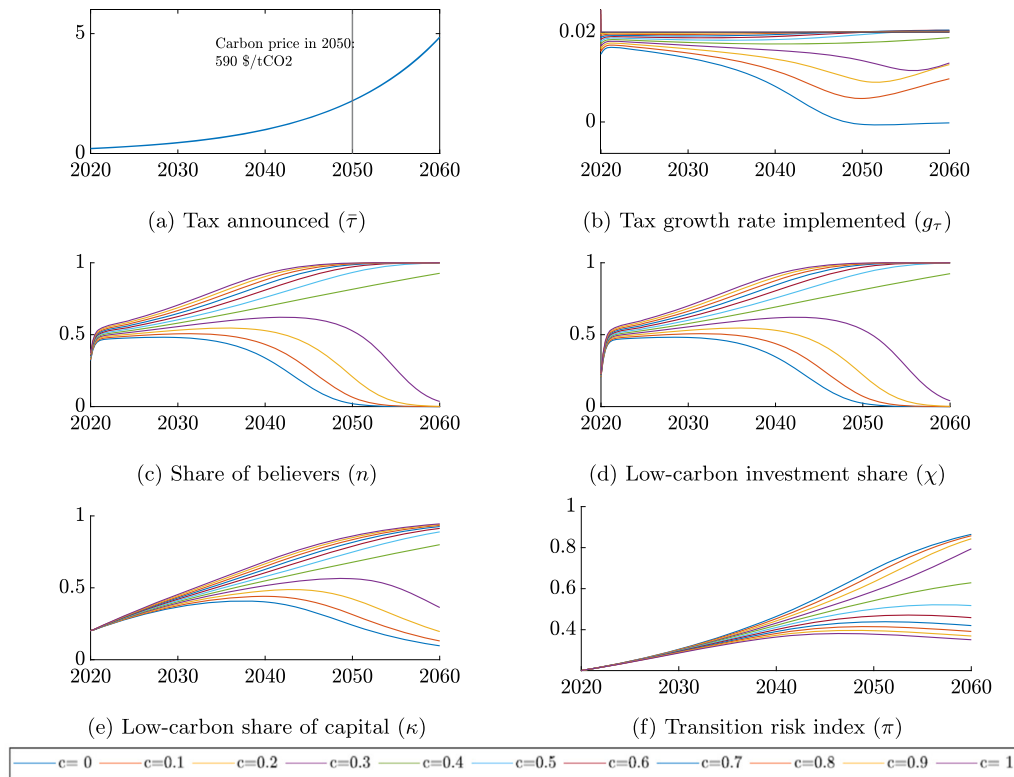 5
0
Carbon price in 2050:
590 $/tCO2
2020 2030 2040 2050 2060
(a) Tax announced (τ̄)
0.02
0
2020 2030 2040 2050 2060
(b) Tax growth rate implemented (gτ)
1
0.5
0
2020 2030 2040 2050 2060
(c) Share of believers (n)
1
0.5
0
2020 2030 2040 2050 2060
(d) Low-carbon investment share (χ)
1
0.5
0
2020 2030 2040 2050 2060
(e) Low-carbon share of capital (κ)
1
0.8
0.6
0.4
2020 2030 2040 2050 2060
(f) Transition risk index (π)
c= 0 c=0.1 c=0.2 c=0.3 c=0.4 c=0.5 c=0.6 c=0.7 c=0.8 c=0.9 c= 1